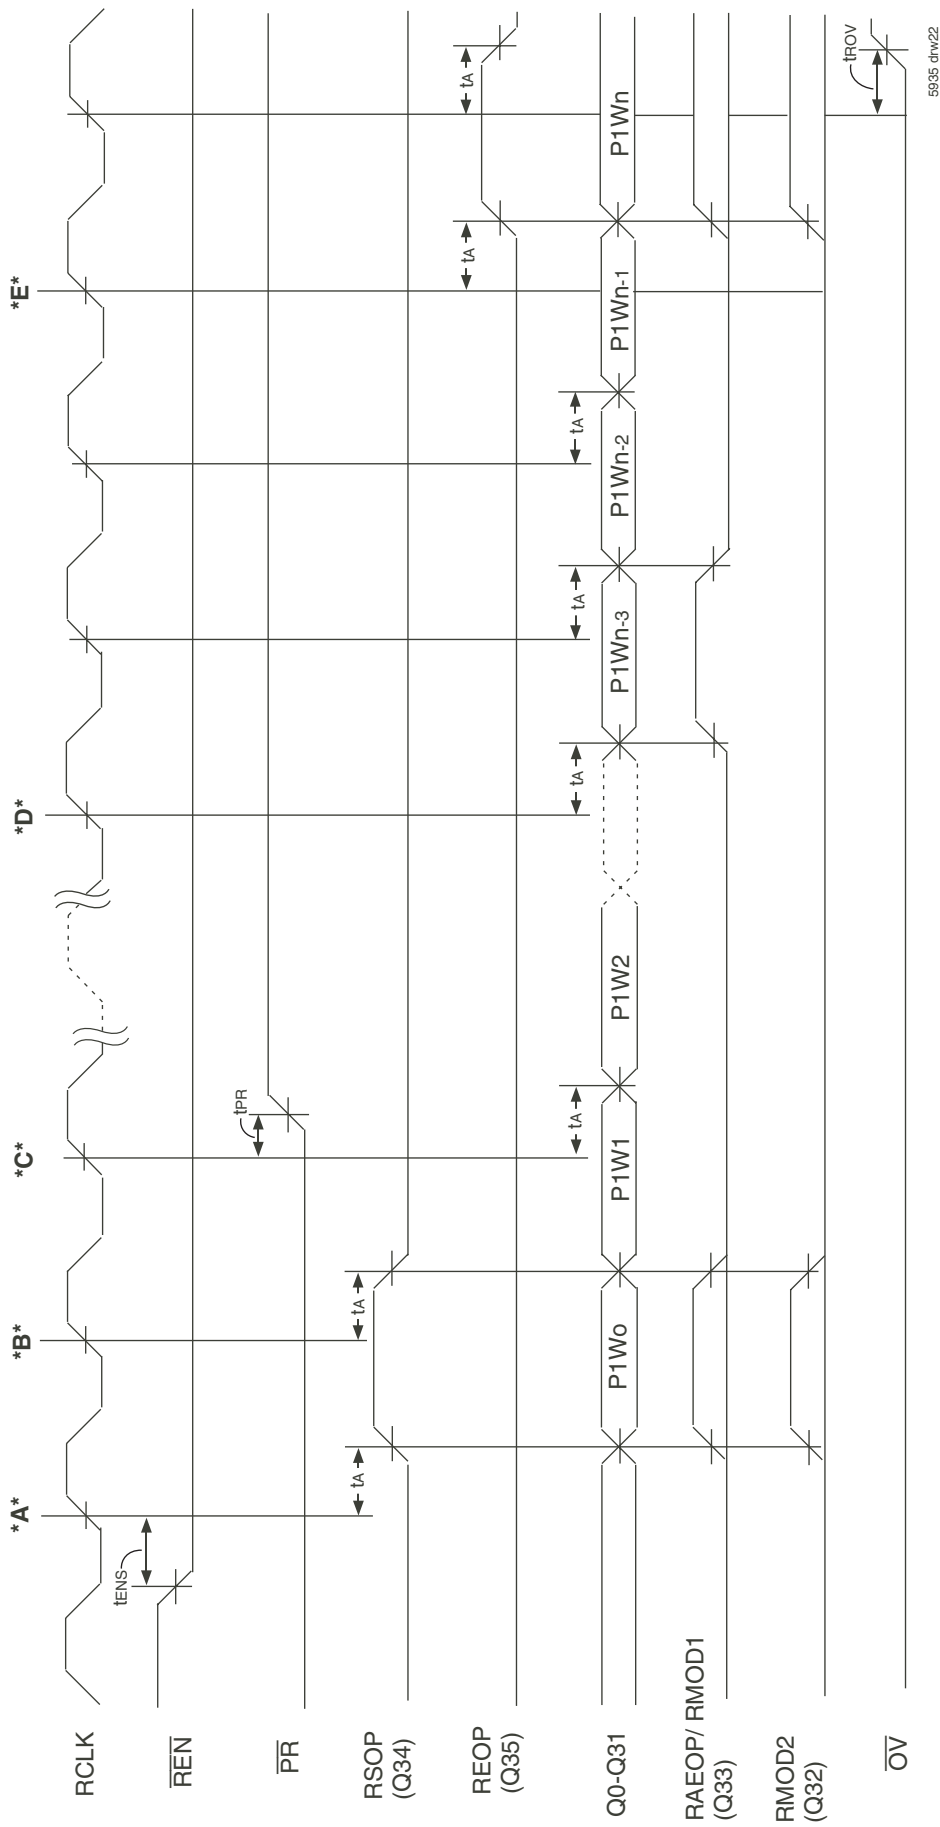 *A*
*B*
*C*
*D*
*E*
RCLK
tENS
REN
tPR
PR
tA
tA
RSOP
(Q34)
tA
tA
REOP
(Q35)
tA
tA
tA
tA
tA
Q0-Q31
P1Wo
P1W1
P1W2
P1Wn-3
P1Wn-2
P1Wn-1
P1Wn
RAEOP/ RMOD1
(Q33)
RMOD2
(Q32)
tROV
OV
5935 drw22